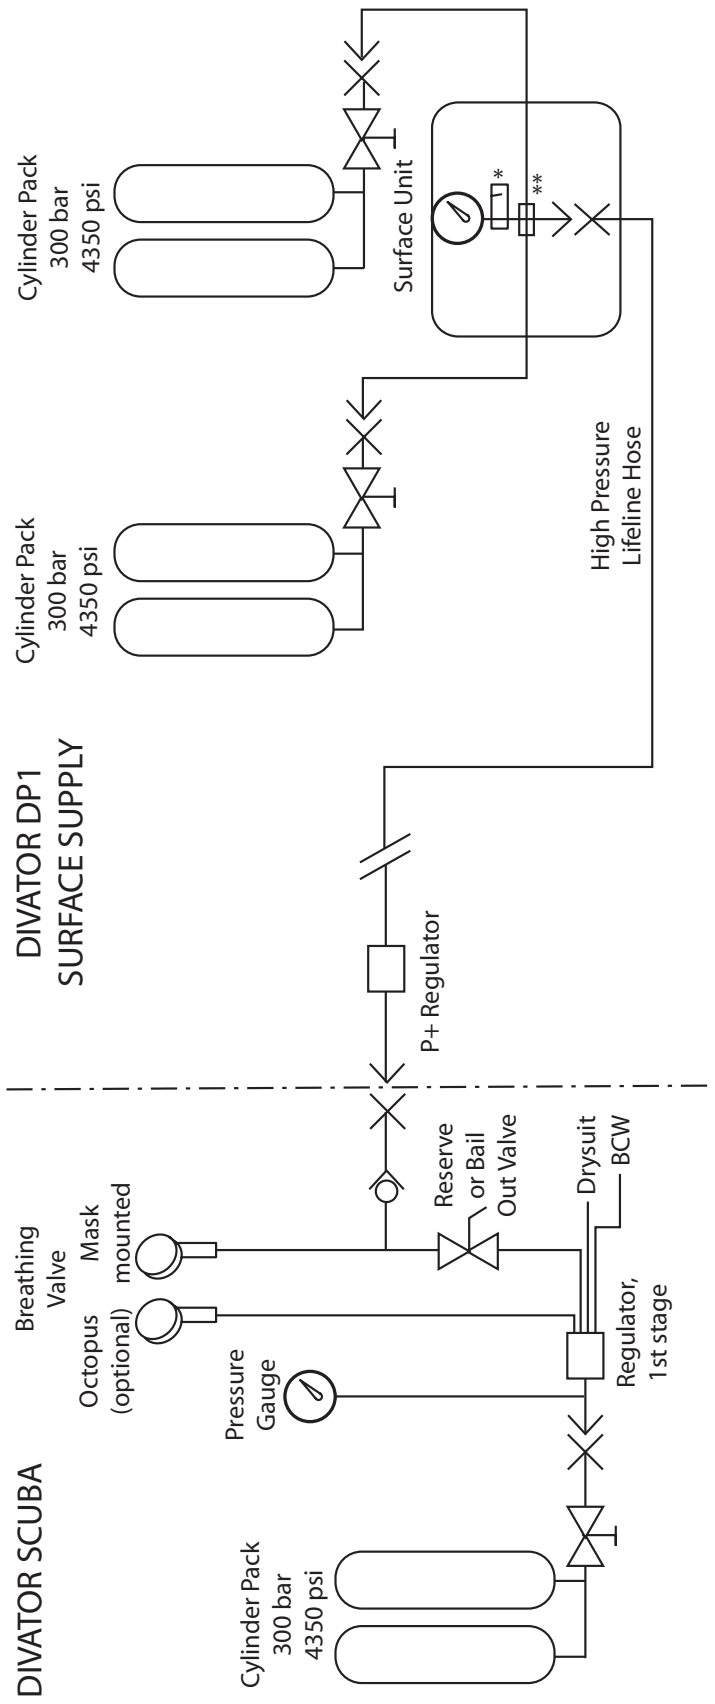 DIVATOR SCUBA
DIVATOR DP1
SURFACE SUPPLY
Cylinder Pack
300 bar
4350 psi
Pressure
Gauge
Octopus
(optional)
Breathing
Valve
Mask
mounted
Regulator,
1st stage
Drysuit
BCW
Reserve
or Bail
Out Valve
P+ Regulator
High Pressure
Lifeline Hose
Cylinder Pack
300 bar
4350 psi
Cylinder Pack
300 bar
4350 psi
Surface Unit
*
**